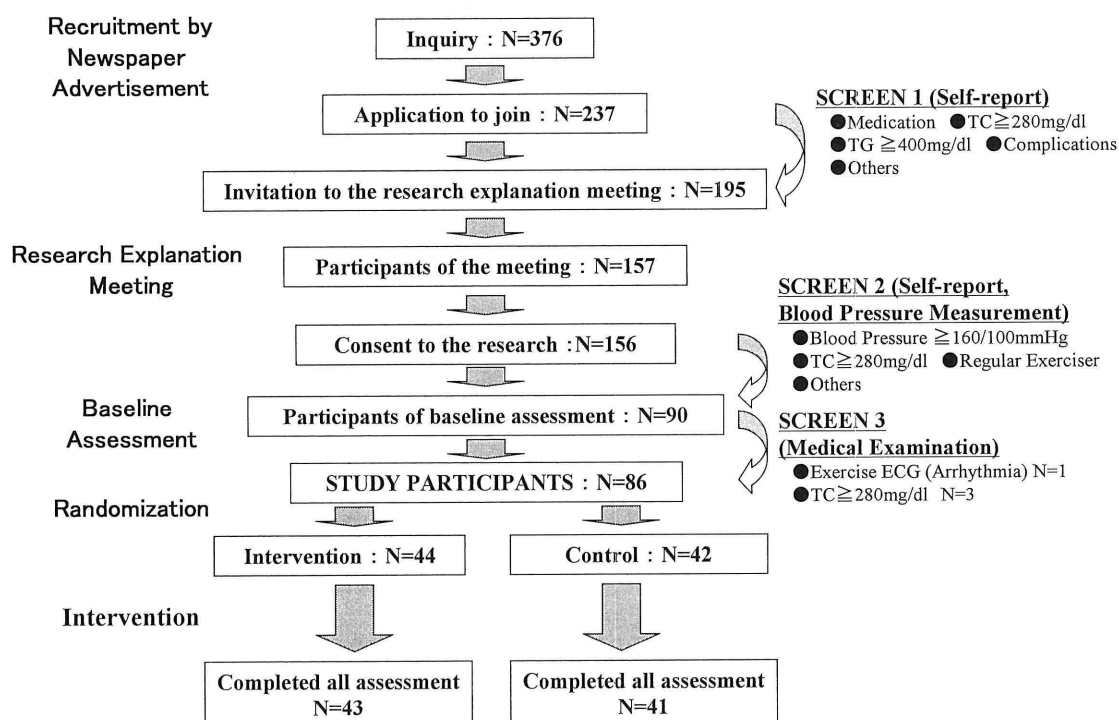 Recruitment by
Newspaper
Advertisement
Inquiry : N=376
Application to join : N=237
SCREEN 1 (Self-report)
●Medication ●TC≧280mg/dl
●TG ≧400mg/dl ●Complications
●Others
Invitation to the research explanation meeting : N=195
Research Explanation
Meeting
Participants of the meeting : N=157
SCREEN 2 (Self-report,
Blood Pressure Measurement)
●Blood Pressure ≧160/100mmHg
●TC≧280mg/dl ●Regular Exerciser
●Others
Consent to the research :N=156
Baseline
Assessment
Participants of baseline assessment : N=90
SCREEN 3
(Medical Examination)
●Exercise ECG (Arrhythmia) N=1
●TC≧280mg/dl N=3
STUDY PARTICIPANTS : N=86
Randomization
Intervention : N=44
Control : N=42
Intervention
Completed all assessment
N=43
Completed all assessment
N=41